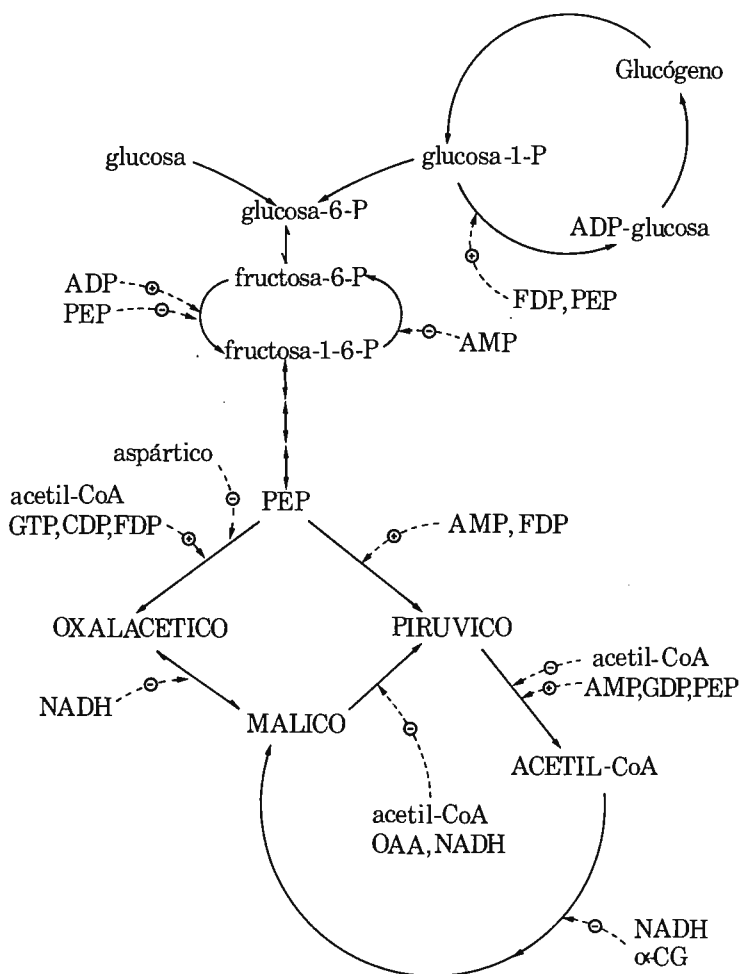 Glucógeno
glucosa
glucosa-1-P
glucosa-6-P
ADP-glucosa
ADP
PEP
fructosa-6-P
FDP, PEP
fructosa-1-6-P
AMP
aspártico
acetil-CoA
GTP, CDP, FDP
PEP
AMP, FDP
OXALACETICO
PIRUVICO
acetil-CoA
AMP, GDP, PEP
NADH
MALICO
ACETIL-CoA
acetil-CoA
OAA, NADH
NADH
α-CG